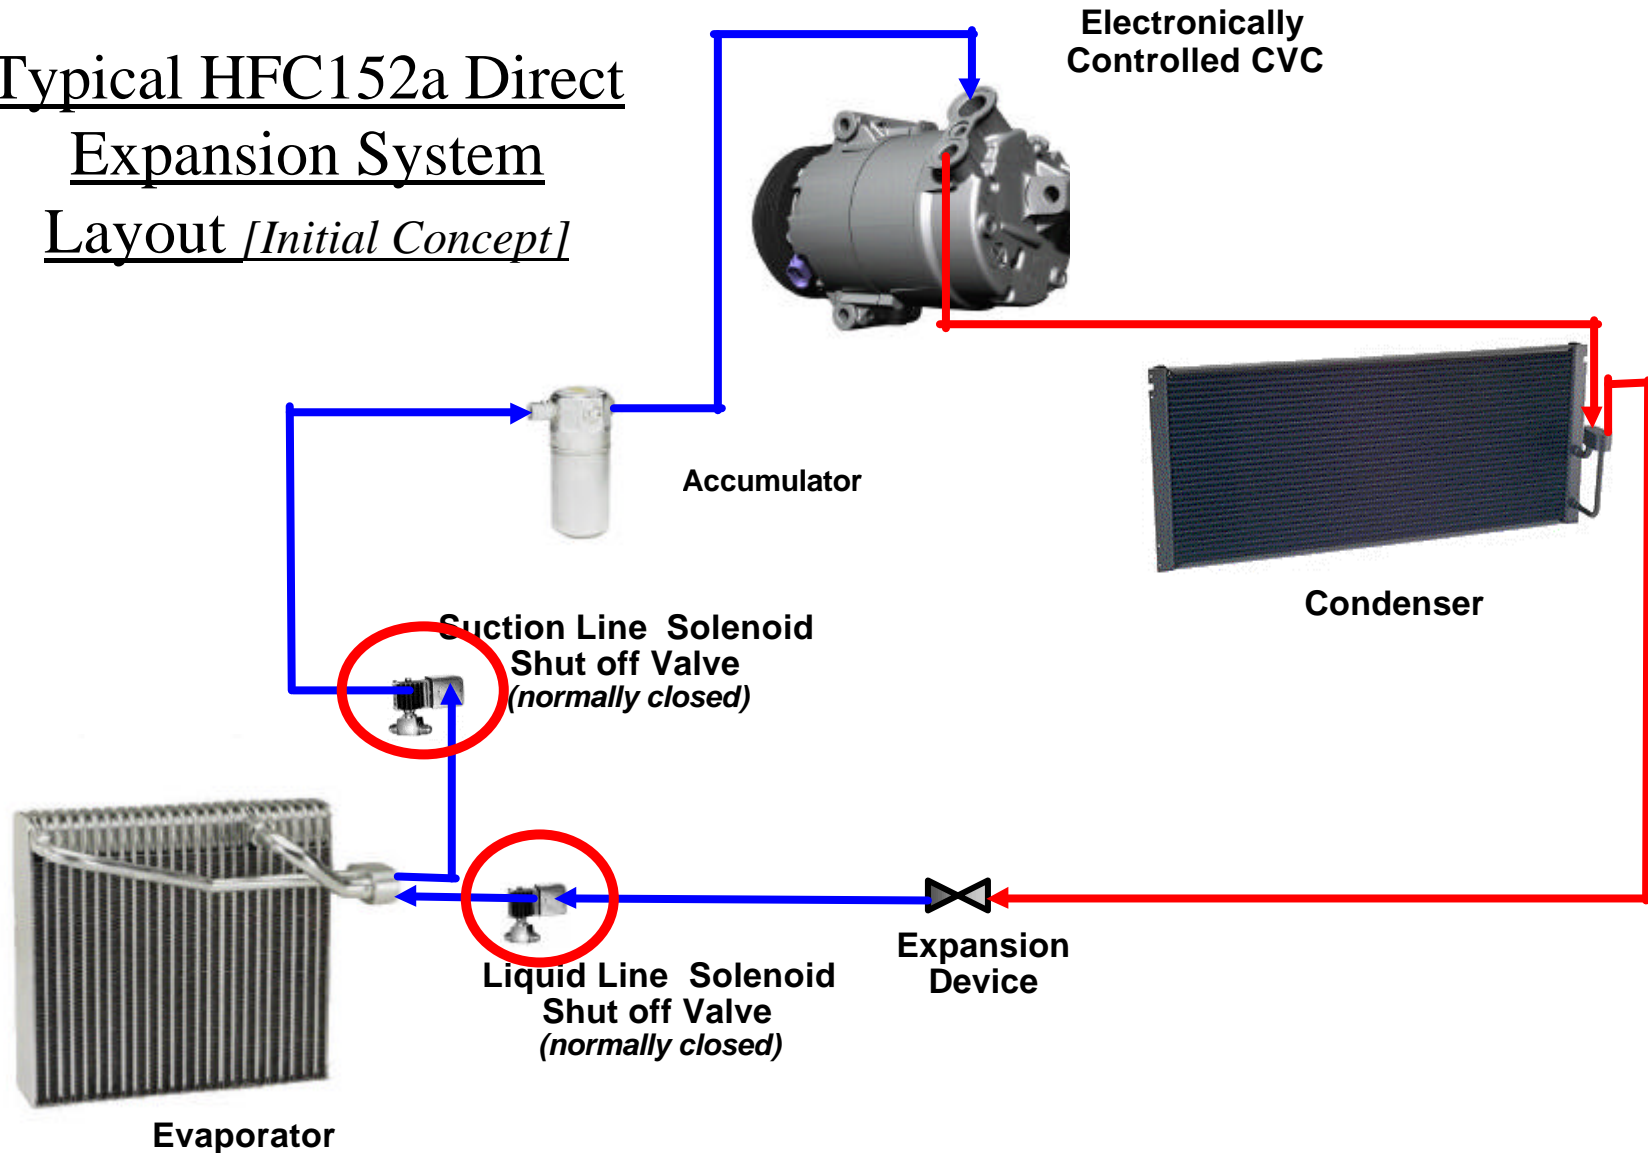 Typical HFC152a Direct
Expansion System
Layout [Initial Concept]
Electronically
Controlled CVC
Accumulator
Condenser
Suction Line Solenoid
Shut off Valve
(normally closed)
Expansion
Device
Liquid Line Solenoid
Shut off Valve
(normally closed)
Evaporator